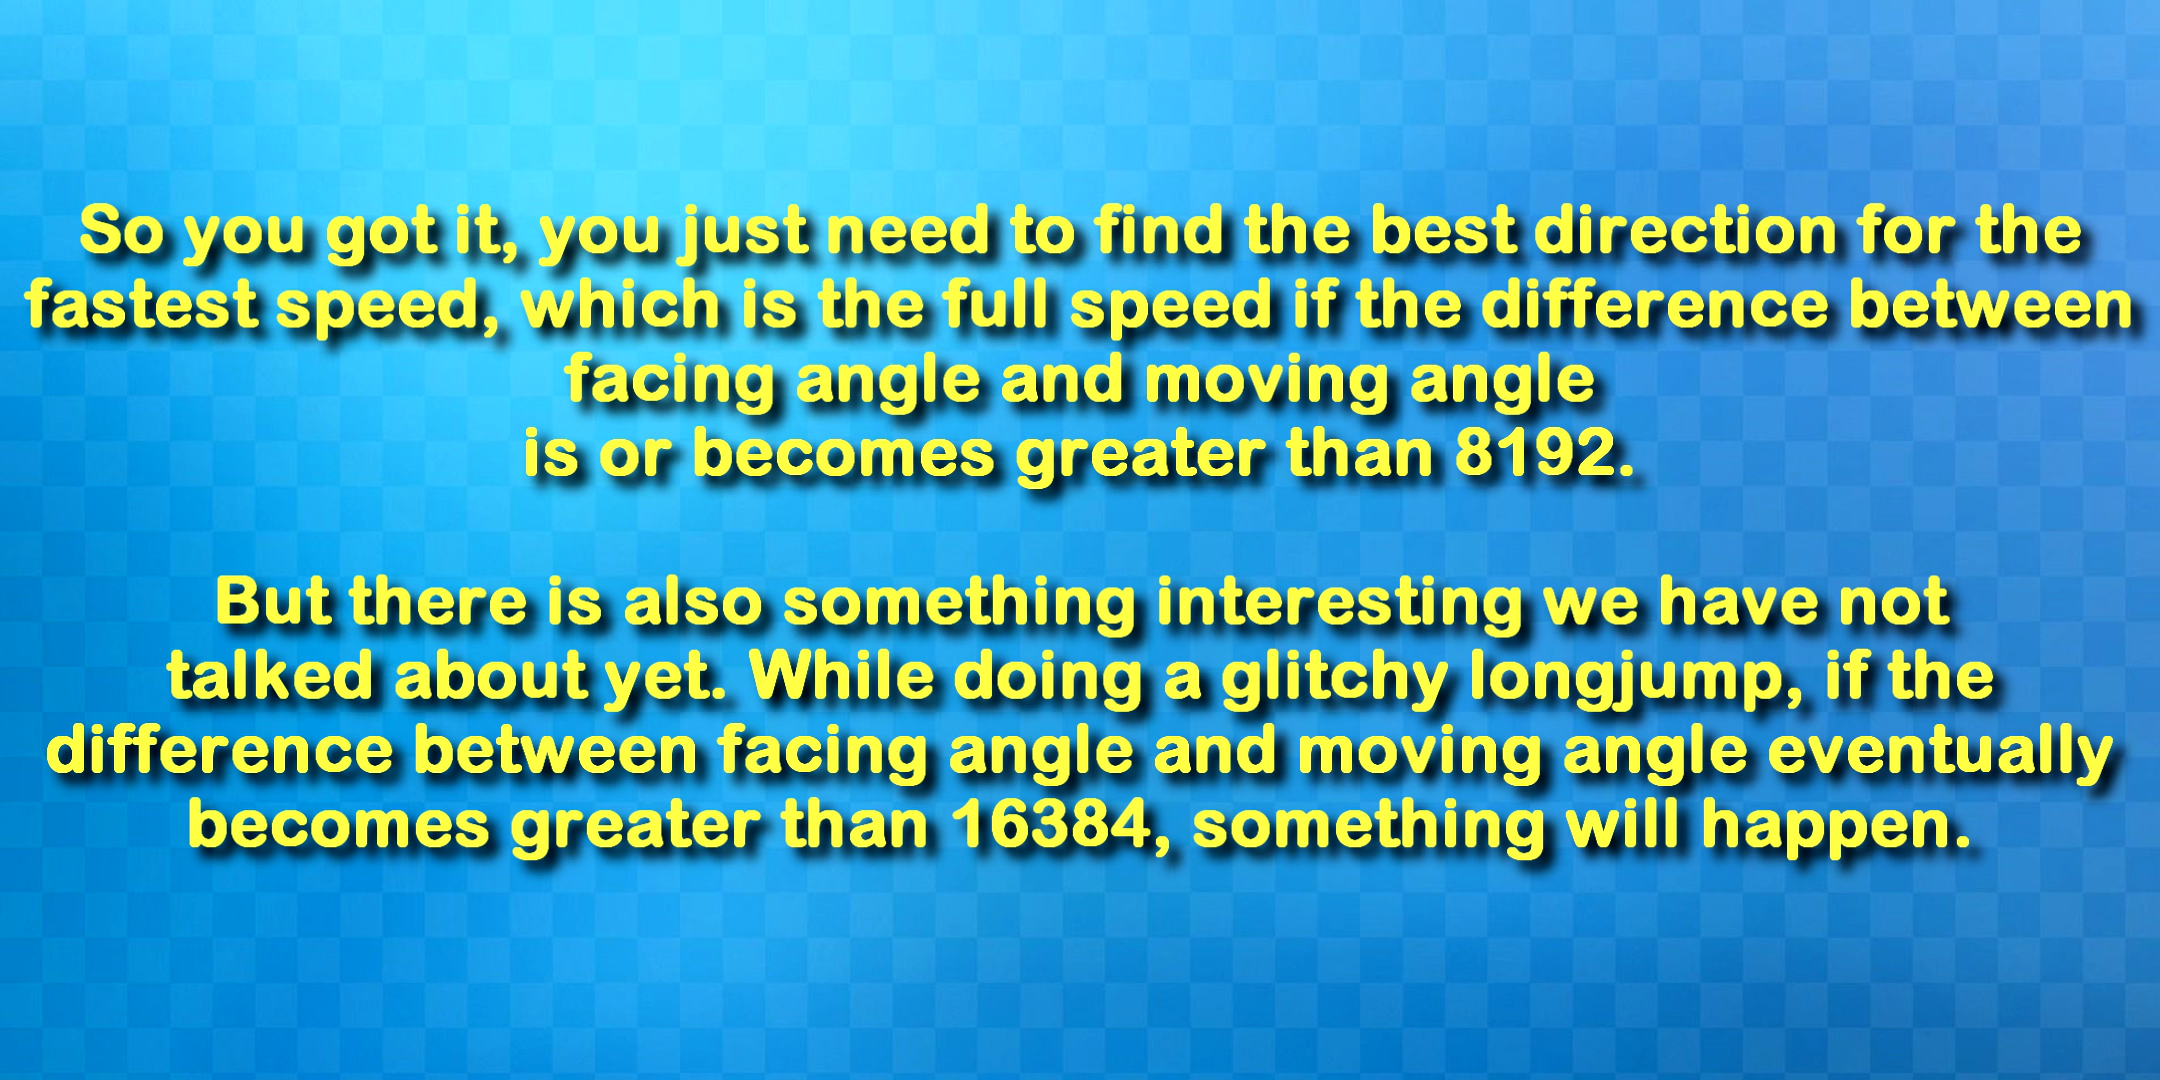 So you got it, you just need to find the best direction for the
fastest speed, which is the full speed if the difference between
facing angle and moving angle
is or becomes greater than 8192.
But there is also something interesting we have not
talked about yet. While doing a glitchy longjump, if the
difference between facing angle and moving angle eventually
becomes greater than 16384, something will happen.